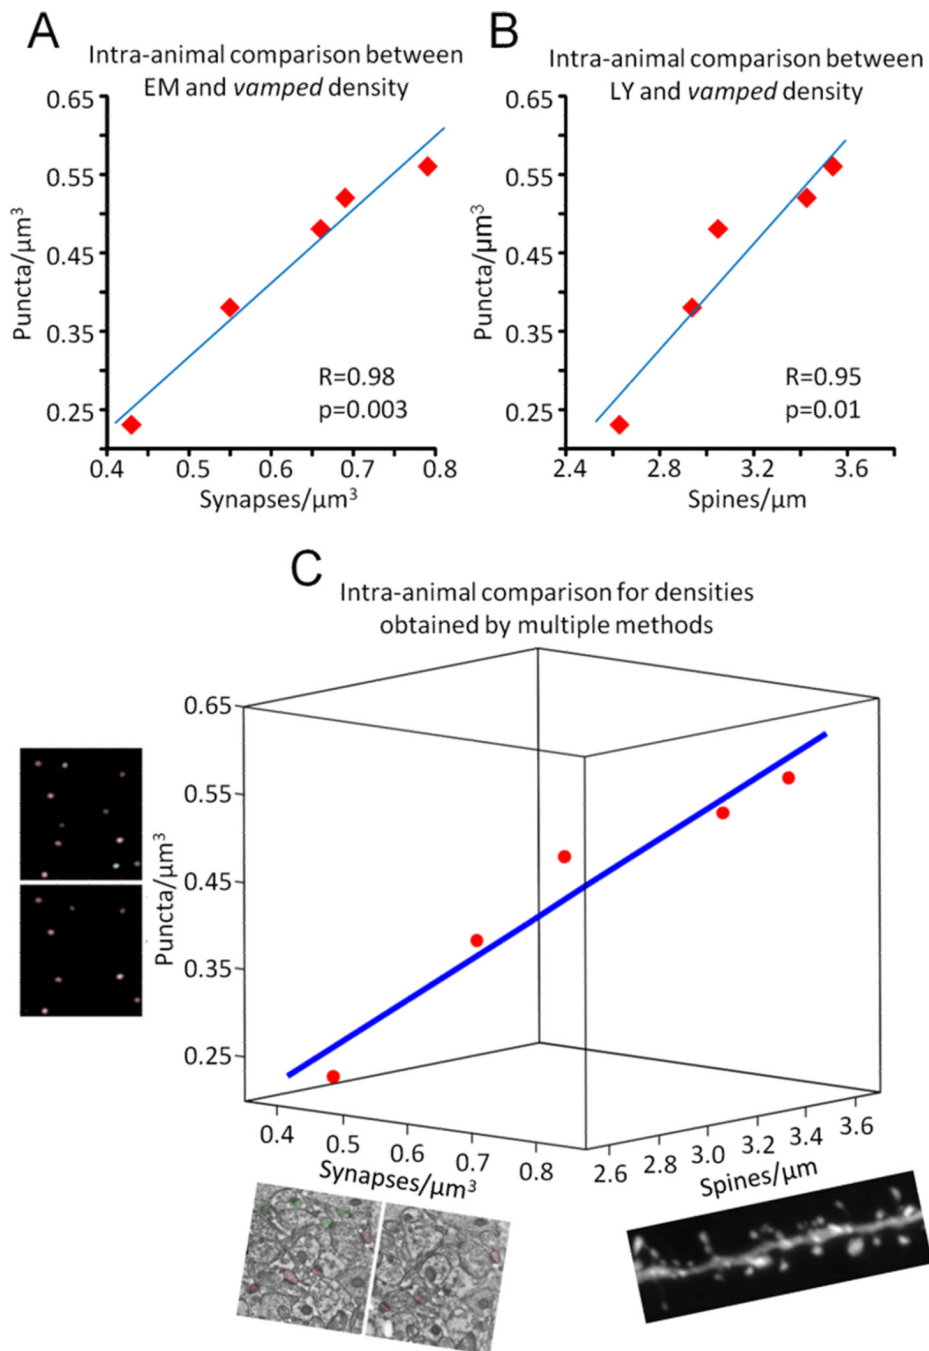 A
Intra-animal comparison between
EM and vamped density
0.65
0.55
0.45
0.35
0.25
Puncta/µm³
0.4
0.5
0.6
0.7
0.8
Synapses/µm³
R=0.98
p=0.003
B
Intra-animal comparison between
LY and vamped density
0.65
0.55
0.45
0.35
0.25
Puncta/µm³
2.4
2.8
3.2
3.6
Spines/µm
R=0.95
p=0.01
C
Intra-animal comparison for densities
obtained by multiple methods
0.65
0.55
0.45
0.35
0.25
Puncta/µm³
0.4
0.5
0.6
0.7
0.8
Synapses/µm³
2.6
2.8
3.0
3.2
3.4
3.6
Spines/µm